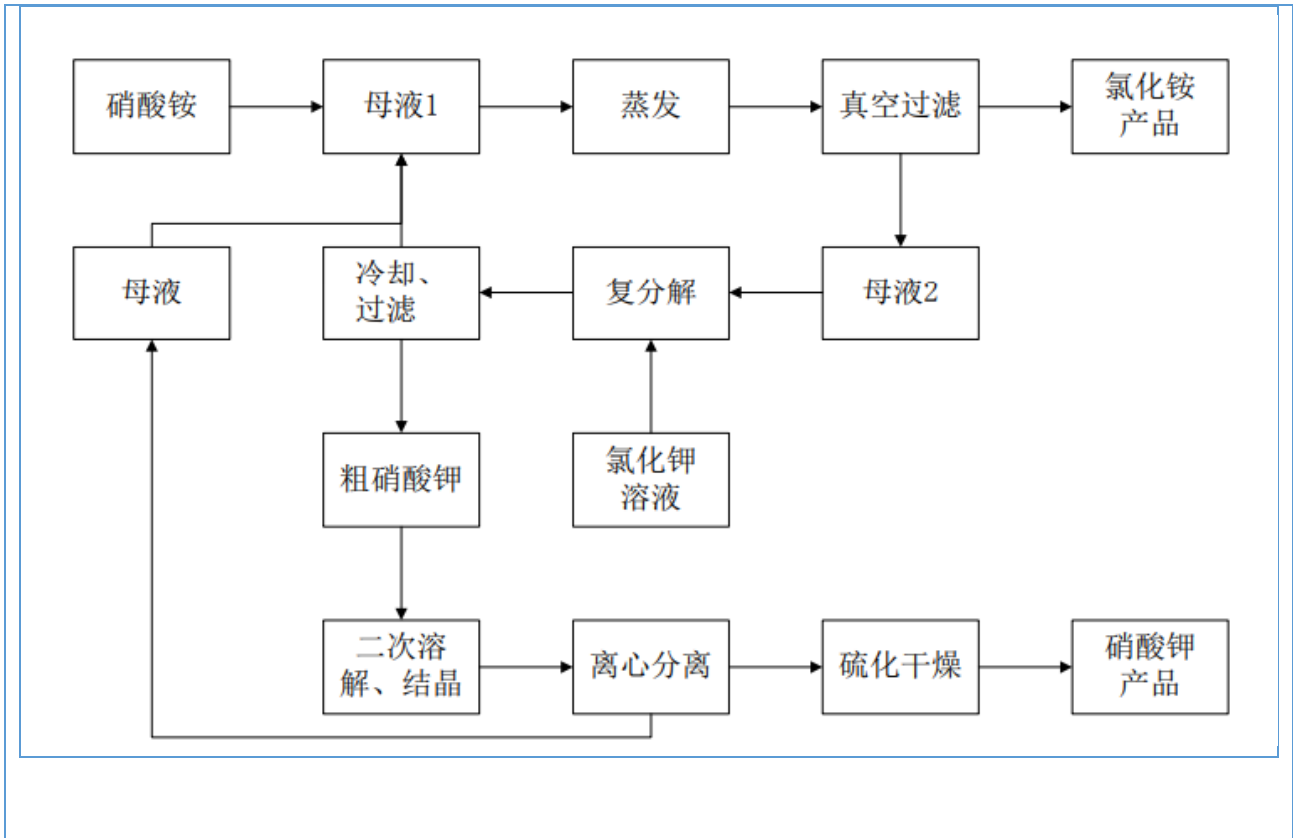 硝酸铵
母液1
蒸发
真空过滤
氯化铵
产品
母液
冷却、
过滤
复分解
母液2
粗硝酸钾
氯化钾
溶液
二次溶
解、结晶
离心分离
硫化干燥
硝酸钾
产品